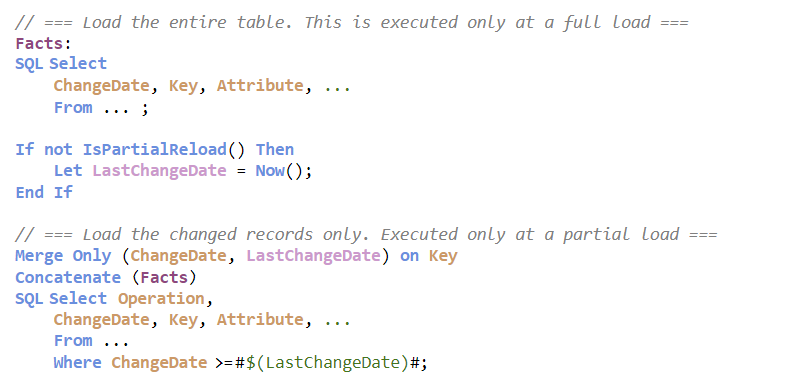 // === Load the entire table. This is executed only at a full load ===
Facts:
SQL Select
ChangeDate, Key, Attribute, ...
From ... ;
If not IsPartialReload() Then
Let LastChangeDate = Now();
End If
// === Load the changed records only. Executed only at a partial load ===
Merge Only (ChangeDate, LastChangeDate) on Key
Concatenate (Facts)
SQL Select Operation,
ChangeDate, Key, Attribute, ...
From ...
Where ChangeDate >=#$(LastChangeDate)#;